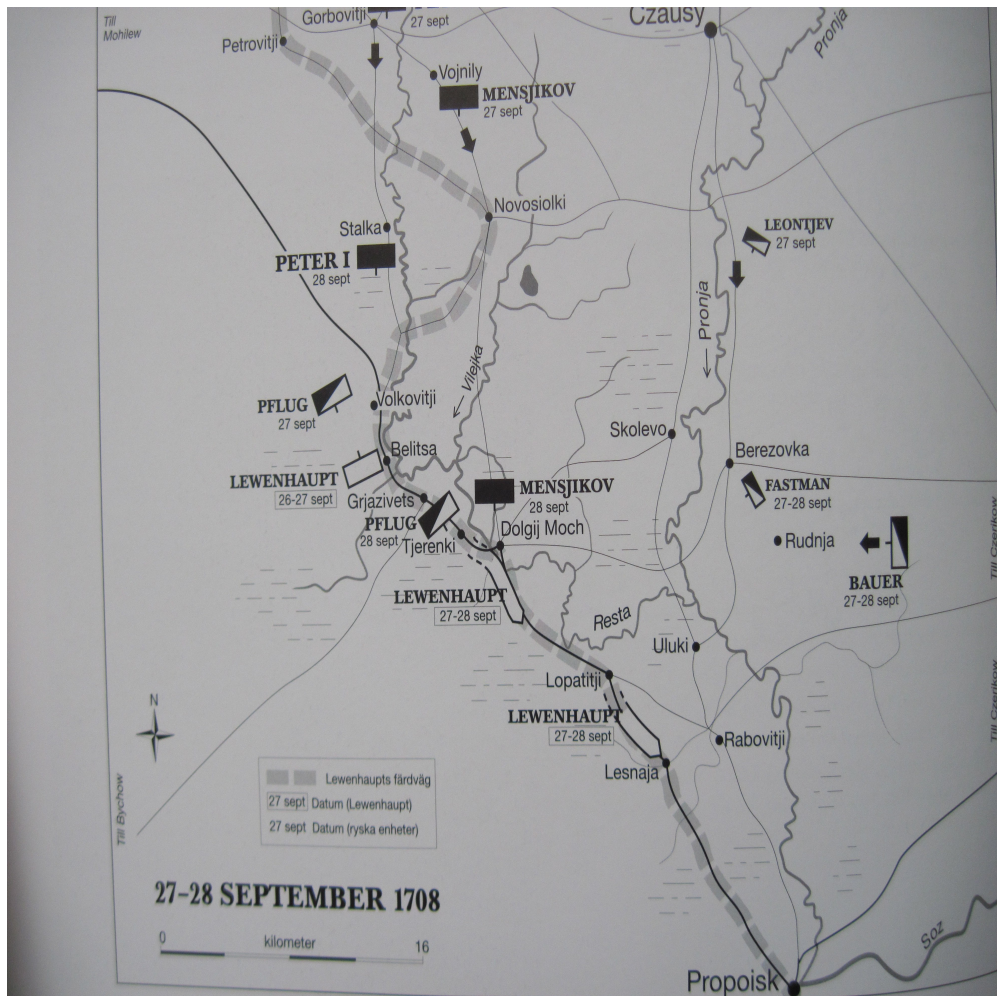 Till
Mohilew
Gorbovitji
27 sept
Czausy
Pronja
Petrovitji
Vojnily
MENSJIKOV
27 sept
Novosiolki
Stalka
LEONTJEV
27 sept
PETER I
28 sept
Pronja
Vilejka
Volkovitji
PFLUG
27 sept
Skolevo
Belitsa
Berezovka
LEWENHAUPT
26-27 sept
Grjazivets
MENSJIKOV
28 sept
FASTMAN
27-28 sept
PFLUG
28 sept
Tjerenki
Dolgij Moch
Rudnja
Till Czerikow
BAUER
27-28 sept
LEWENHAUPT
27-28 sept
Resta
Uluki
Lopatitji
Till Czerikow
LEWENHAUPT
27-28 sept
Rabovitji
Lesnaja
N
Till Bychow
Lewenhaupts färdväg
27 sept Datum (Lewenhaupt)
27 sept Datum (ryska enheter)
27–28 SEPTEMBER 1708
0 kilometer 16
Soz
Propoisk